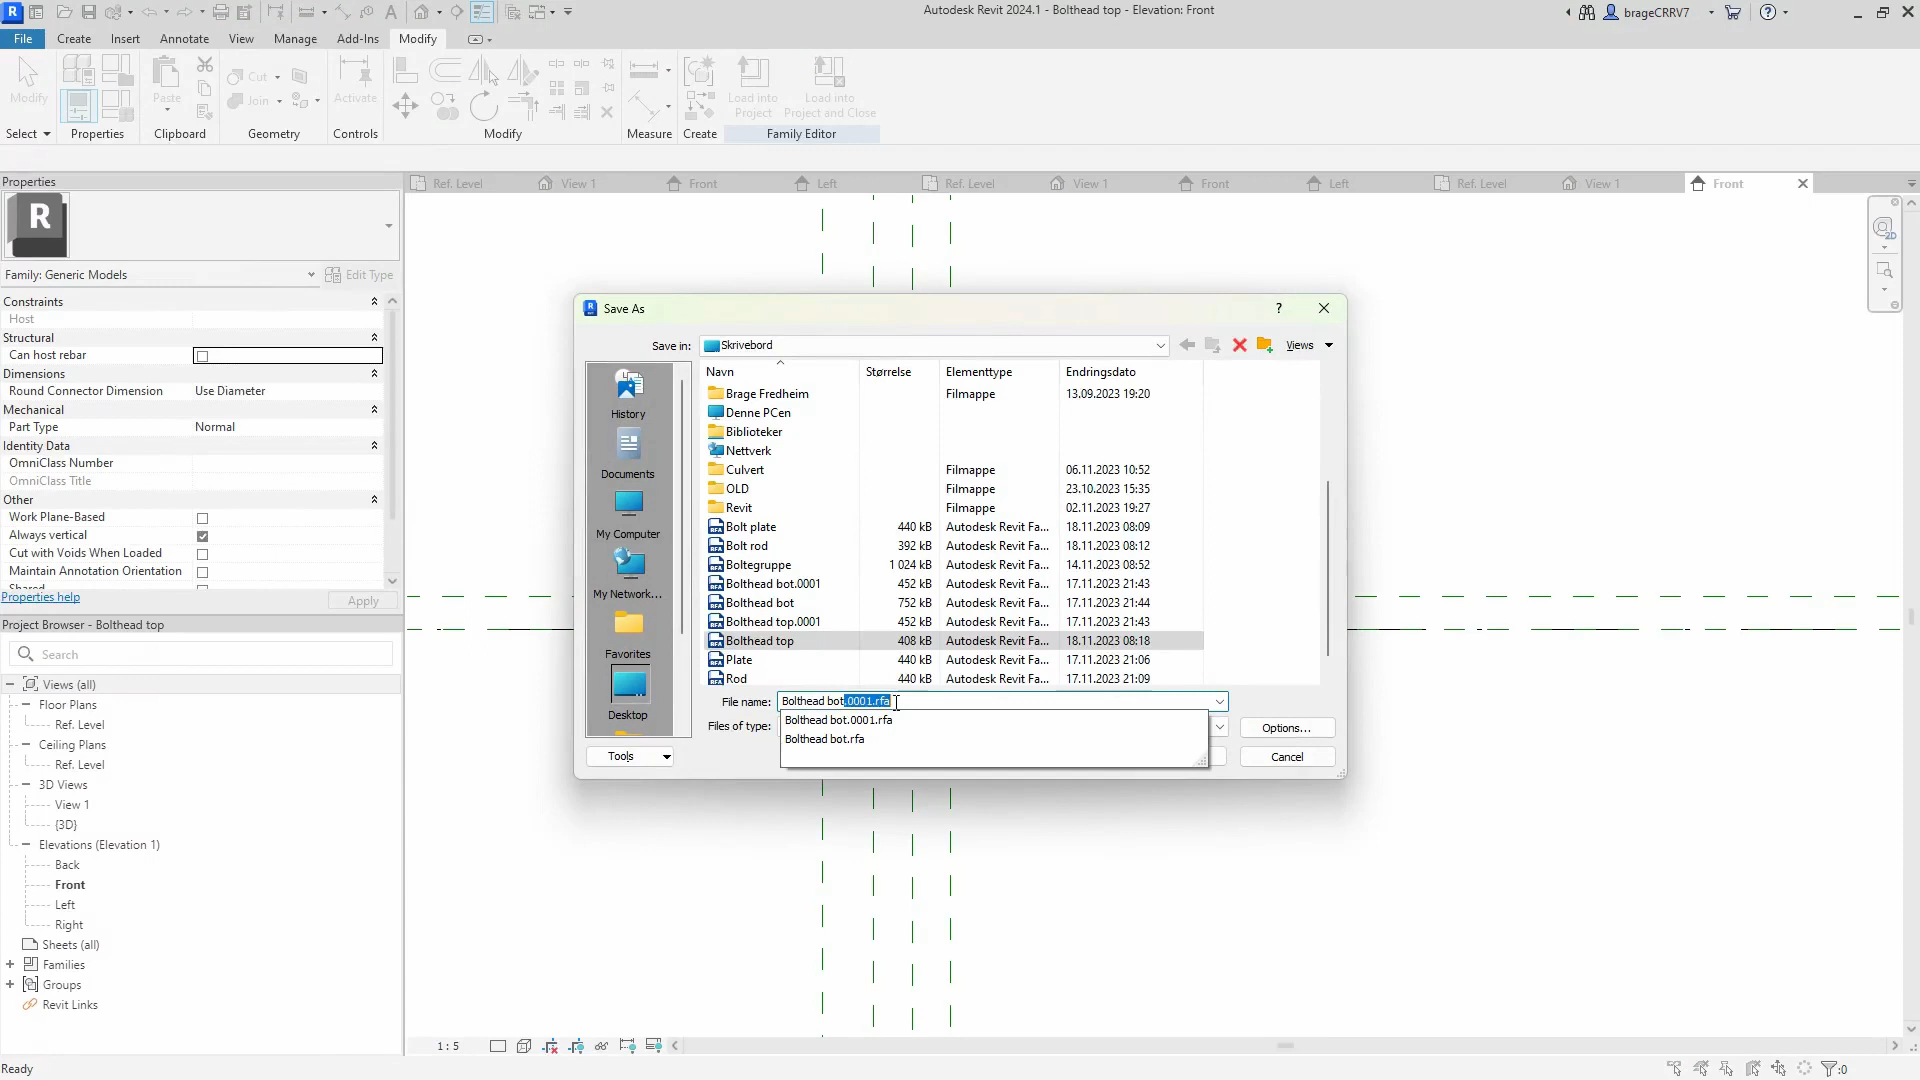 Autodesk Revit 2024.1 - Bolthead top - Elevation: Front
brageCRRV7
File Create Insert Annotate View Manage Add-Ins Modify
Modify
Paste
Cut
Join
Activate
Load into Project
Load into Project and Close
Select Properties Clipboard Geometry Controls Modify Measure Create Family Editor
Properties
Ref. Level View 1 Front Left Ref. Level View 1 Front Left Ref. Level View 1 Front
R
Family: Generic Models
Edit Type
Constraints
Host
Structural
Can host rebar
Dimensions
Round Connector Dimension Use Diameter
Mechanical
Part Type Normal
Identity Data
OmniClass Number
OmniClass Title
Other
Work Plane-Based
Always vertical
Cut with Voids When Loaded
Maintain Annotation Orientation
Shared
Properties help
Apply
Project Browser - Bolthead top
Search
Views (all)
Floor Plans
Ref. Level
Ceiling Plans
Ref. Level
3D Views
View 1
{3D}
Elevations (Elevation 1)
Back
Front
Left
Right
Sheets (all)
Families
Groups
Revit Links
Save As
Save in: Skrivebord
Views
History
Documents
My Computer
My Network...
Favorites
Desktop
Navn Størrelse Elementtype Endringsdato
Brage Fredheim Filmappe 13.09.2023 19:20
Denne PCen
Biblioteker
Nettverk
Culvert Filmappe 06.11.2023 10:52
OLD Filmappe 23.10.2023 15:35
Revit Filmappe 02.11.2023 19:27
Bolt plate 440 kB Autodesk Revit Fa... 18.11.2023 08:09
Bolt rod 392 kB Autodesk Revit Fa... 18.11.2023 08:12
Boltegruppe 1 024 kB Autodesk Revit Fa... 14.11.2023 08:52
Bolthead bot.0001 452 kB Autodesk Revit Fa... 17.11.2023 21:43
Bolthead bot 752 kB Autodesk Revit Fa... 17.11.2023 21:44
Bolthead top.0001 452 kB Autodesk Revit Fa... 17.11.2023 21:43
Bolthead top 408 kB Autodesk Revit Fa... 18.11.2023 08:18
Plate 440 kB Autodesk Revit Fa... 17.11.2023 21:06
Rod 440 kB Autodesk Revit Fa... 17.11.2023 21:09
File name: Bolthead bot.0001.rfa
Bolthead bot.0001.rfa
Files of type:
Bolthead bot.rfa
Options...
Tools
Cancel
1 : 5
Ready
:0